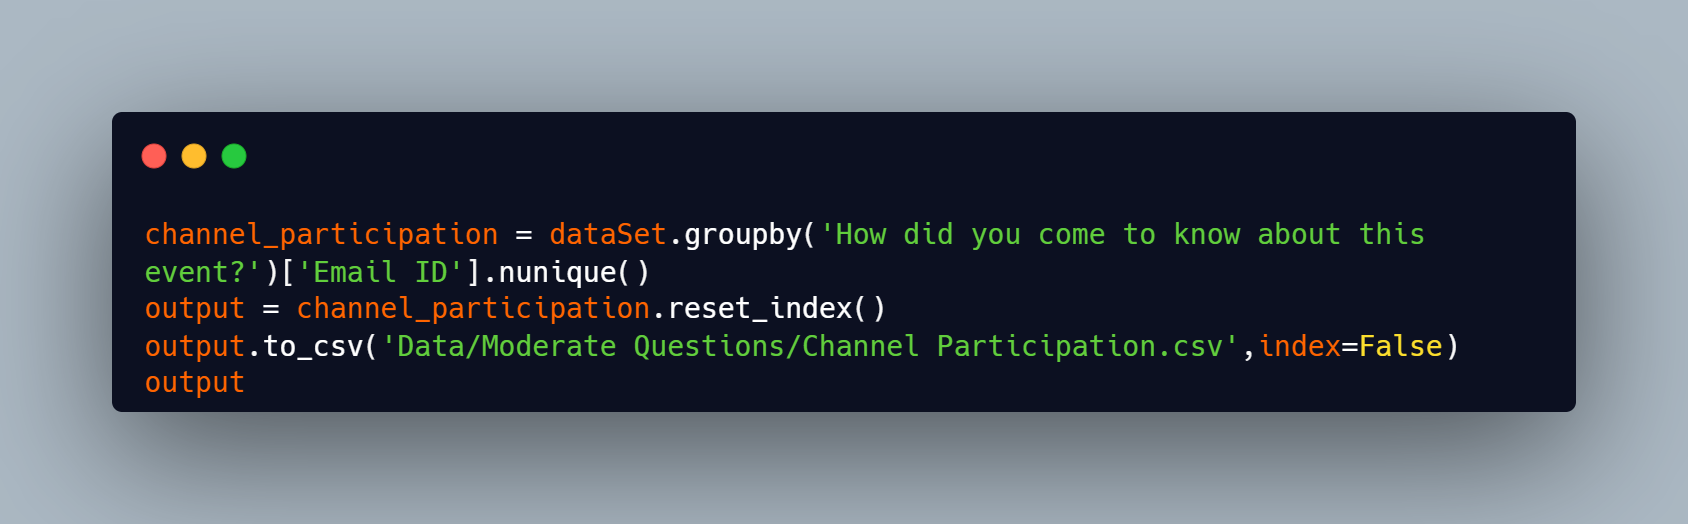 channel_participation = dataSet.groupby('How did you come to know about this
event?')['Email ID'].nunique()
output = channel_participation.reset_index()
output.to_csv('Data/Moderate Questions/Channel Participation.csv',index=False)
output